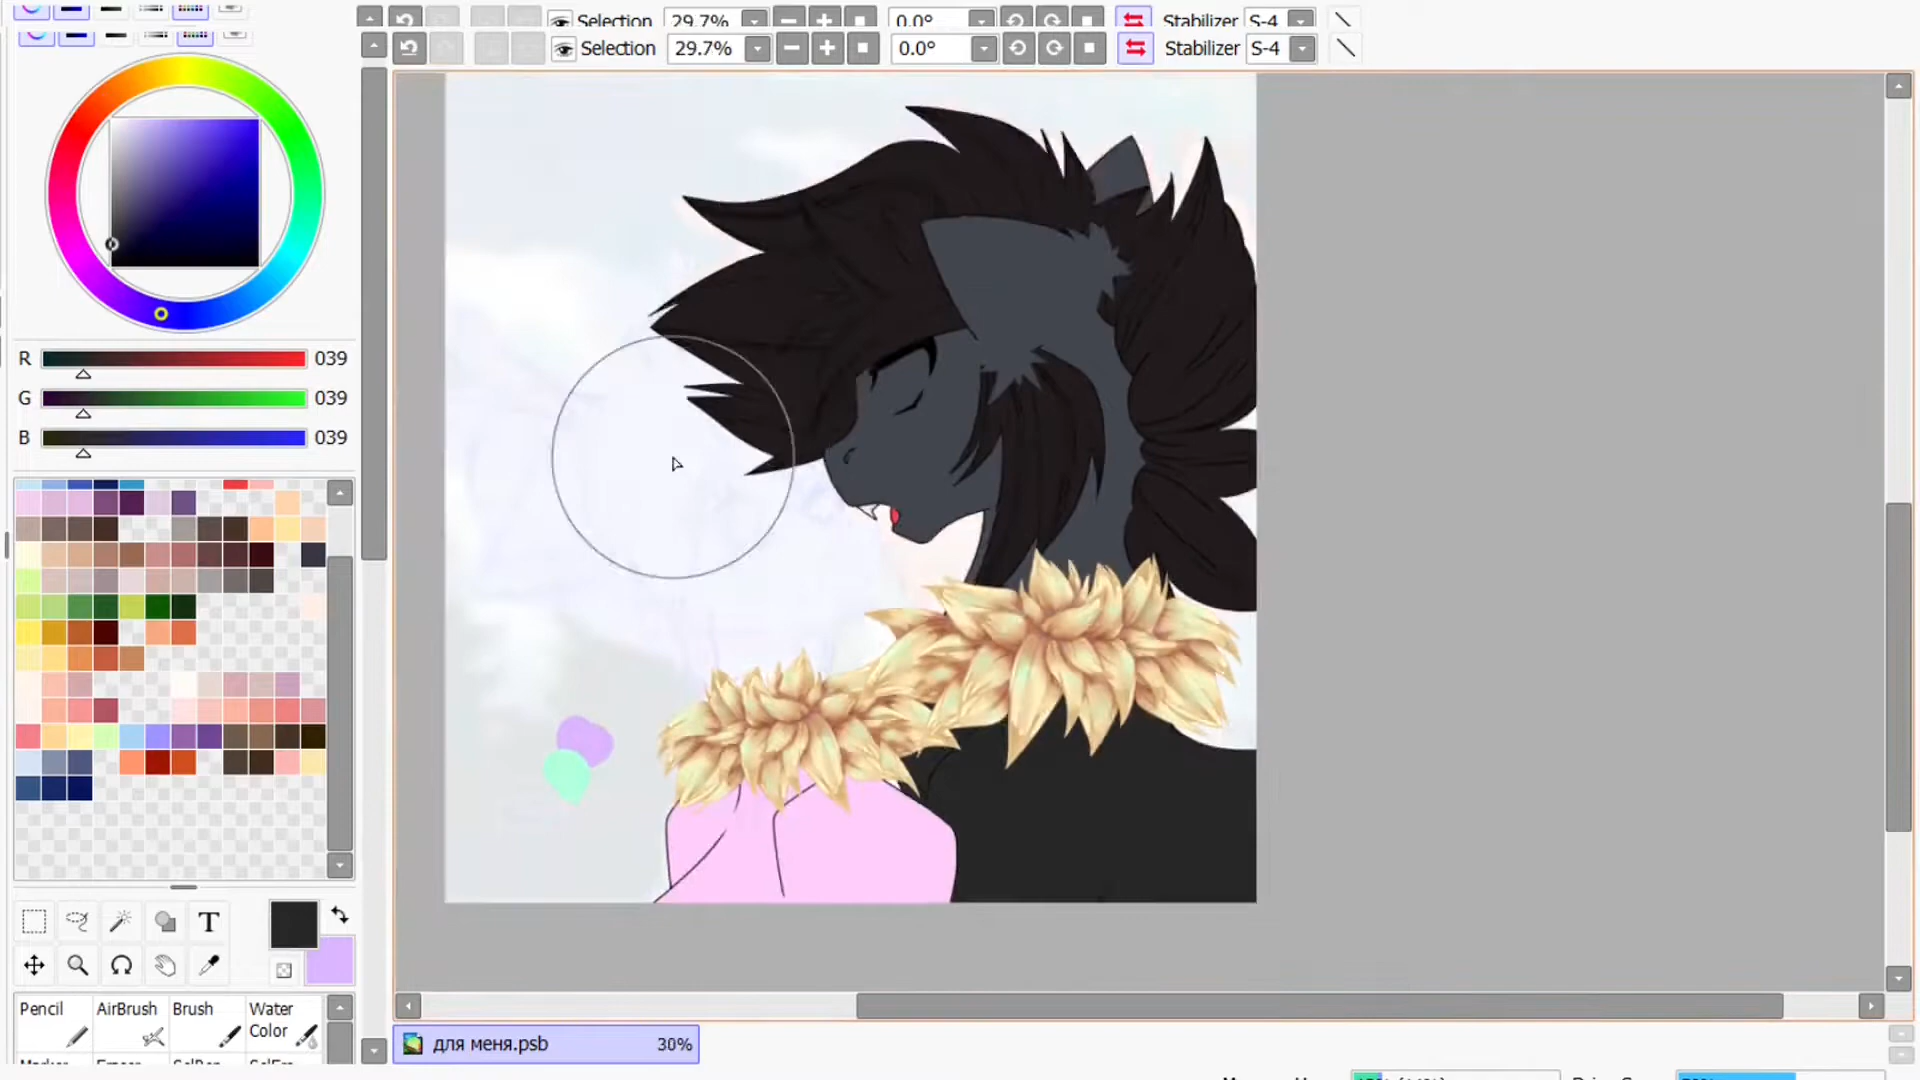 Selection 29.7% 0.0° Stabilizer S-4
Selection 29.7% 0.0° Stabilizer S-4
R 039
G 039
B 039
T
Pencil AirBrush Brush Water Color
для меня.psb 30%